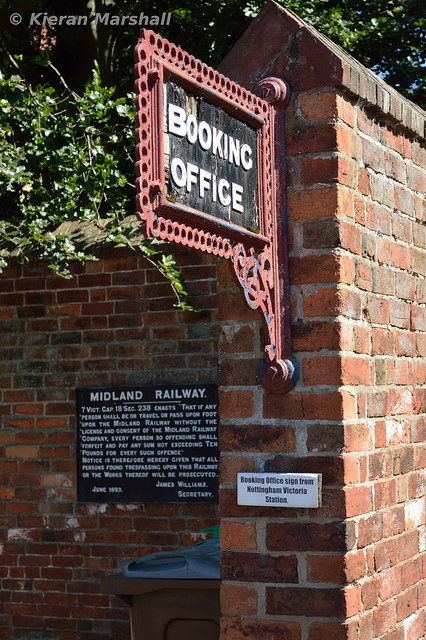 © Kieran Marshall
BOOKING
OFFICE
MIDLAND RAILWAY.
7 VICT. CAP. 18 SEC. 238 ENACTS "THAT IF ANY
"PERSON SHALL BE OR TRAVEL OR PASS UPON FOOT
"UPON THE MIDLAND RAILWAY WITHOUT THE
"LICENSE AND CONSENT OF THE MIDLAND RAILWAY
"COMPANY, EVERY PERSON SO OFFENDING SHALL
"FORFEIT AND PAY ANY SUM NOT EXCEEDING TEN
"POUNDS FOR EVERY SUCH OFFENCE"
NOTICE IS THEREFORE HEREBY GIVEN THAT ALL
PERSONS FOUND TRESPASSING UPON THIS RAILWAY
OR THE WORKS THEREOF WILL BE PROSECUTED.
JAMES WILLIAMS,
JUNE 1893. SECRETARY.
Booking Office sign from
Nottingham Victoria
Station.